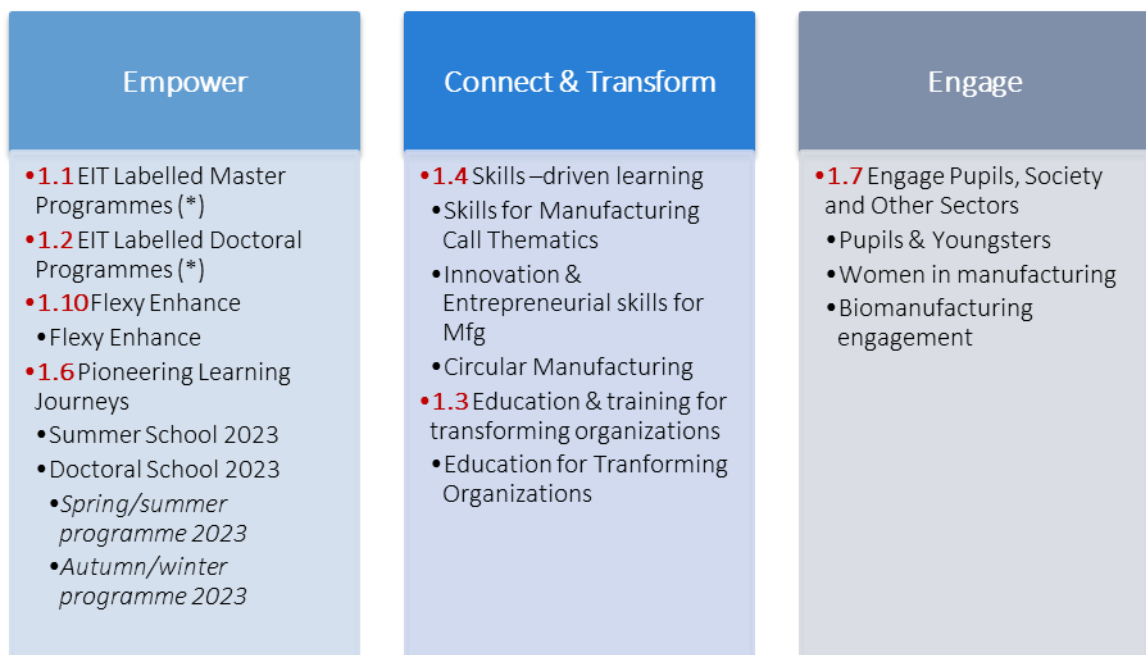 Empower
•1.1 EIT Labelled Master
Programmes (*)
•1.2 EIT Labelled Doctoral
Programmes (*)
•1.10 Flexy Enhance
•Flexy Enhance
•1.6 Pioneering Learning
Journeys
•Summer School 2023
•Doctoral School 2023
•Spring/summer
programme 2023
•Autumn/winter
programme 2023
Connect & Transform
•1.4 Skills –driven learning
•Skills for Manufacturing
Call Thematics
•Innovation &
Entrepreneurial skills for
Mfg
•Circular Manufacturing
•1.3 Education & training for
transforming organizations
•Education for Tranforming
Organizations
Engage
•1.7 Engage Pupils, Society
and Other Sectors
•Pupils & Youngsters
•Women in manufacturing
•Biomanufacturing
engagement